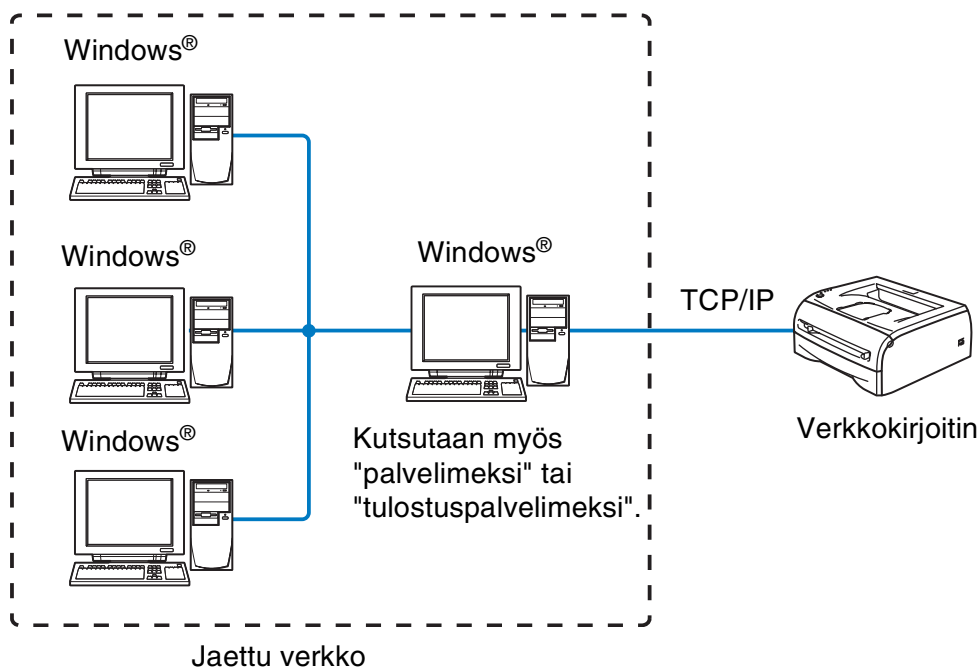 Windows®
Windows®
Windows®
TCP/IP
Windows®
Kutsutaan myös
"palvelimeksi" tai
"tulostuspalvelimeksi".
Verkkokirjoitin
Jaettu verkko